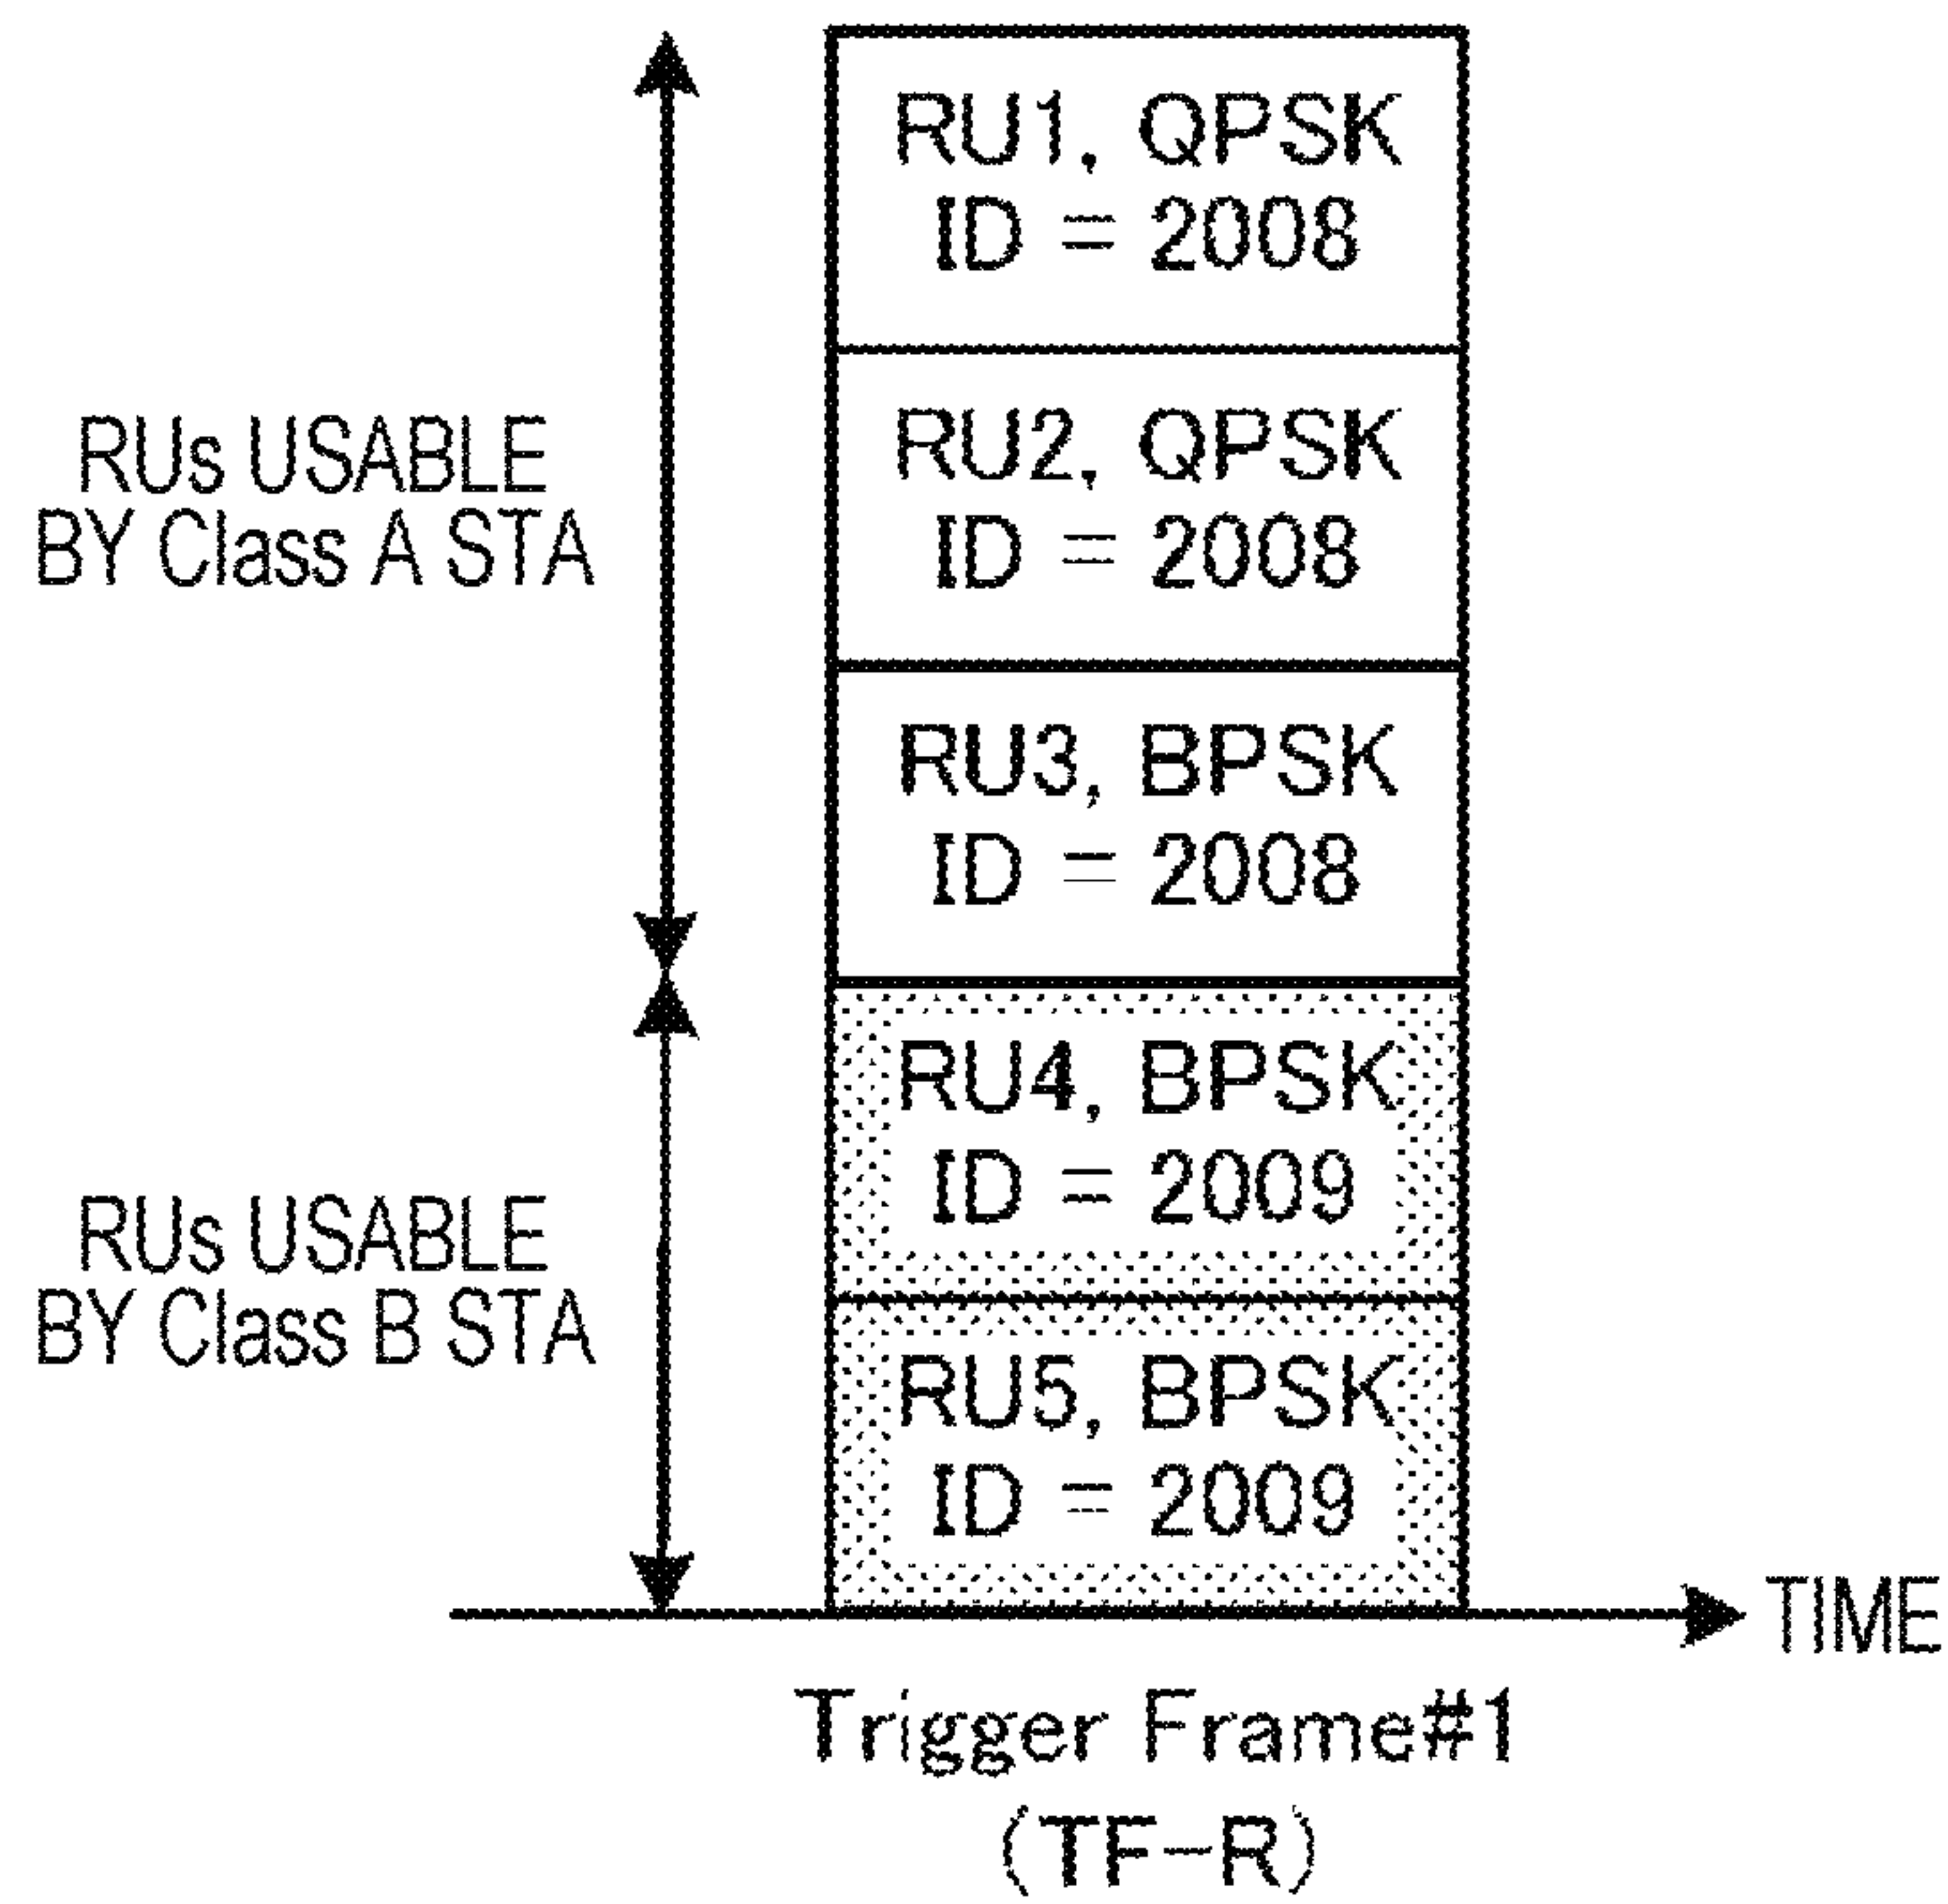 RU1, QPSK
ID = 2008
RUs USABLE
BY Class A STA
RU2, QPSK
ID = 2008
RU3, BPSK
ID = 2008
RU4, BPSK
ID = 2009
RUs USABLE
BY Class B STA
RU5, BPSK
ID = 2009
TIME
Trigger Frame#1
(TF-R)